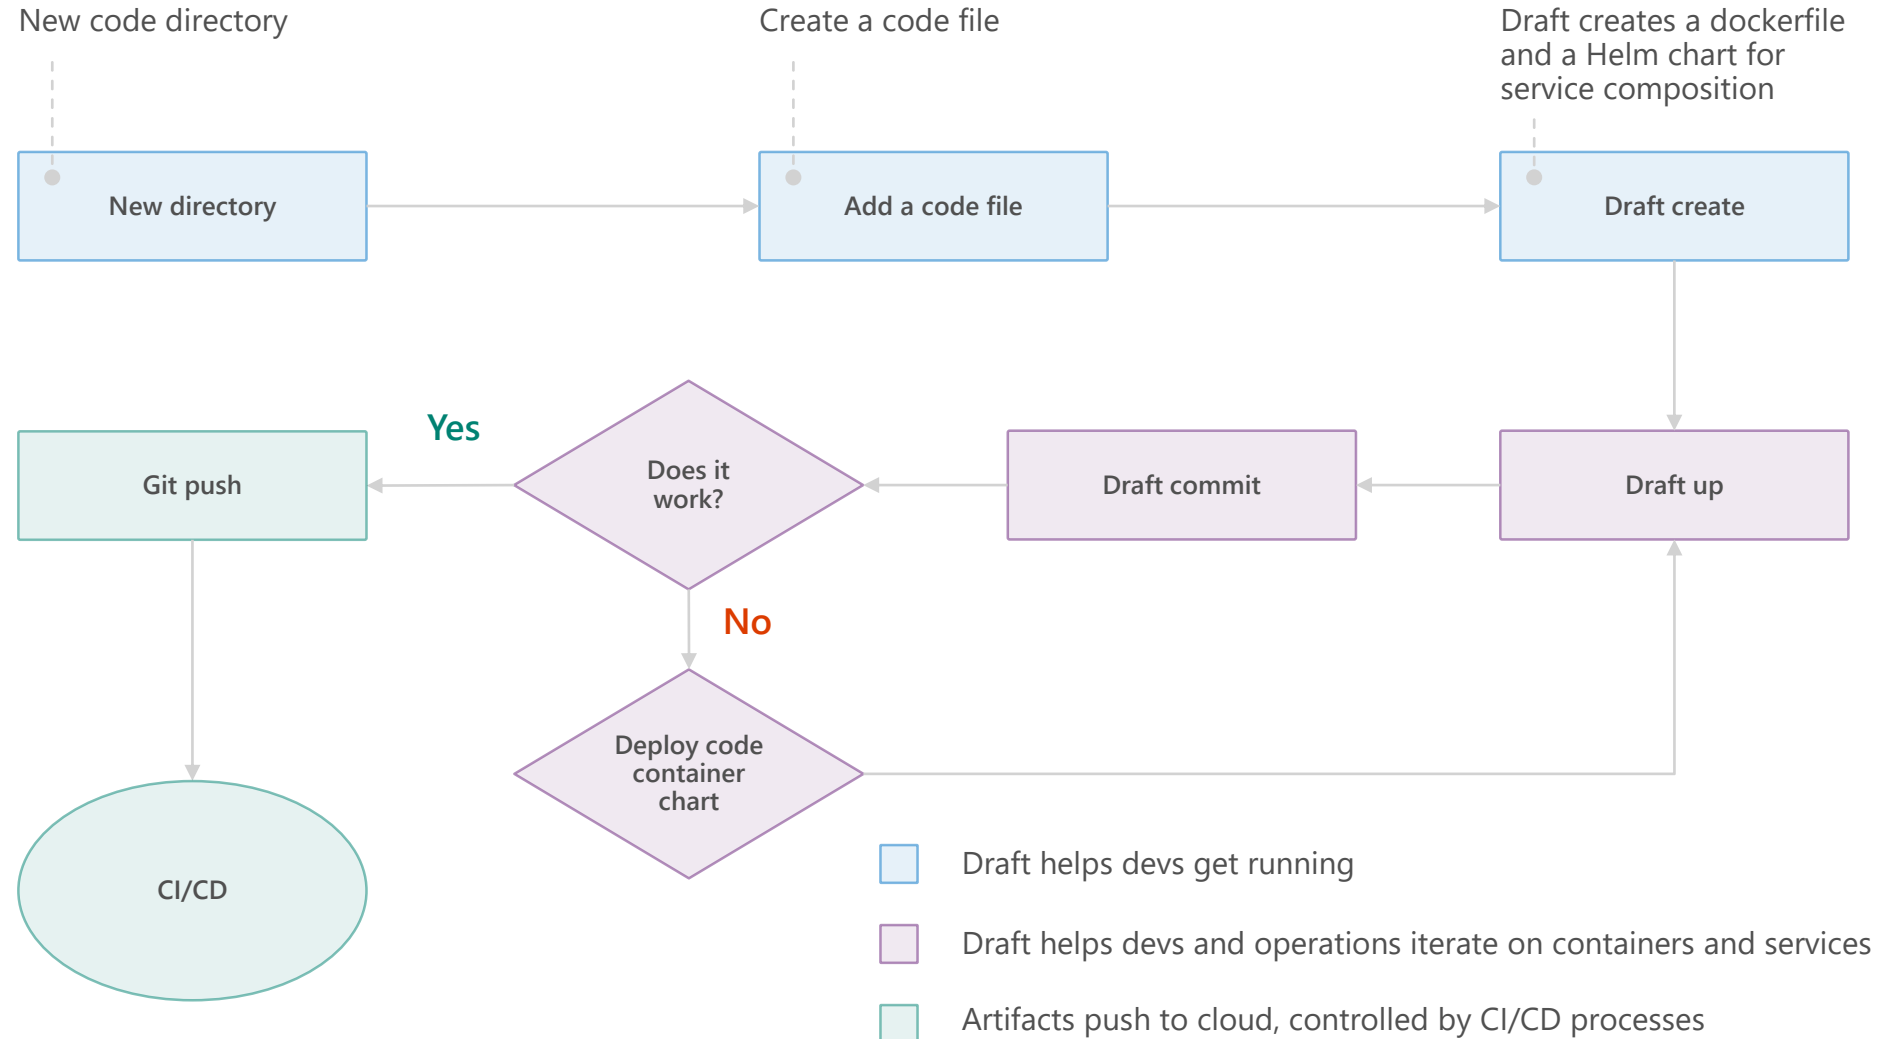 New code directory
Create a code file
Draft creates a dockerfile
and a Helm chart for
service composition
New directory
Add a code file
Draft create
Yes
Git push
Does it
work?
Draft commit
Draft up
No
Deploy code
container
chart
CI/CD
Draft helps devs get running
Draft helps devs and operations iterate on containers and services
Artifacts push to cloud, controlled by CI/CD processes